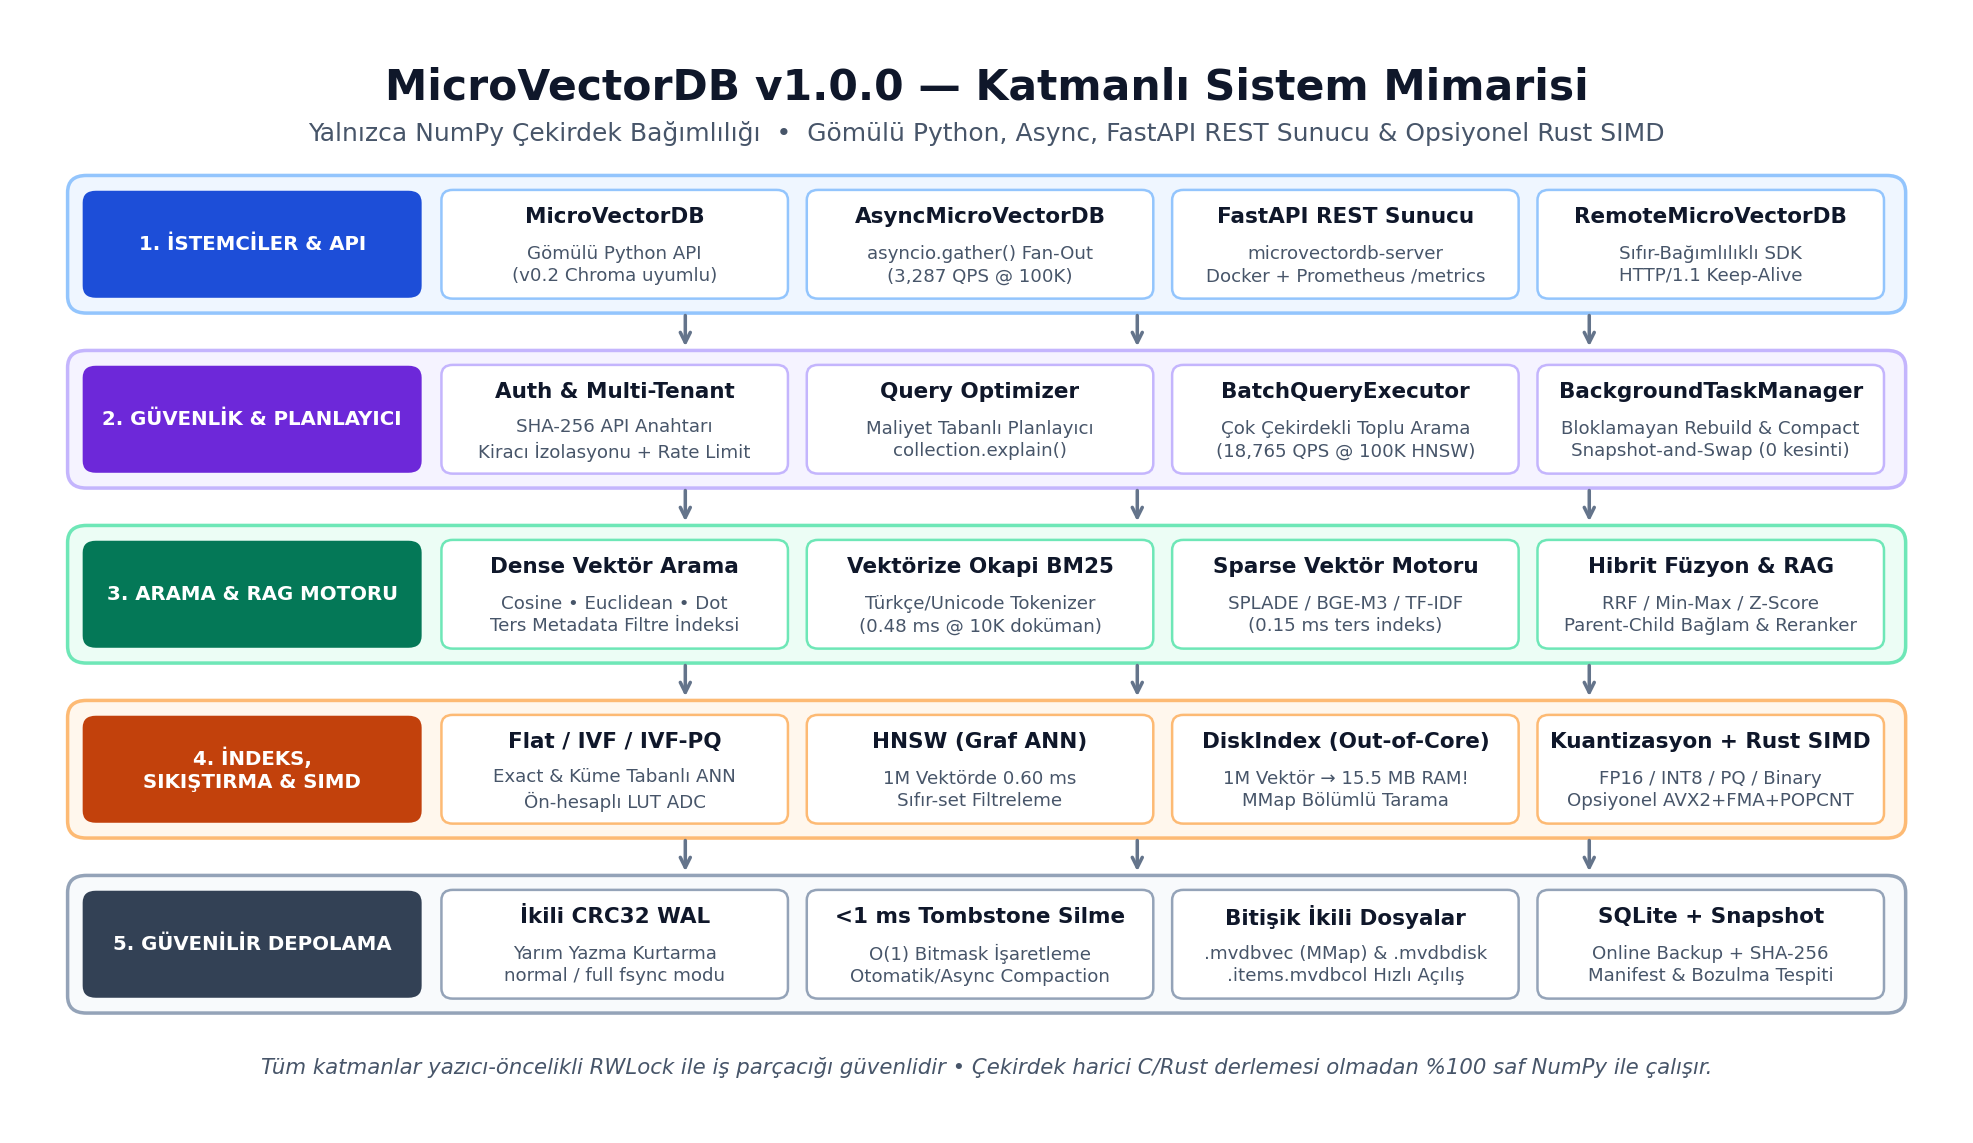 MicroVectorDB v1.0.0 — Katmanlı Sistem Mimarisi
Yalnızca NumPy Çekirdek Bağımlılığı • Gömülü Python, Async, FastAPI REST Sunucu & Opsiyonel Rust SIMD
1. İSTEMCİLER & API
MicroVectorDB
Gömülü Python API
(v0.2 Chroma uyumlu)
AsyncMicroVectorDB
asyncio.gather() Fan-Out
(3,287 QPS @ 100K)
FastAPI REST Sunucu
microvectordb-server
Docker + Prometheus /metrics
RemoteMicroVectorDB
Sıfır-Bağımlılıklı SDK
HTTP/1.1 Keep-Alive
2. GÜVENLİK & PLANLAYICI
Auth & Multi-Tenant
SHA-256 API Anahtarı
Kiracı İzolasyonu + Rate Limit
Query Optimizer
Maliyet Tabanlı Planlayıcı
collection.explain()
BatchQueryExecutor
Çok Çekirdekli Toplu Arama
(18,765 QPS @ 100K HNSW)
BackgroundTaskManager
Bloklamayan Rebuild & Compact
Snapshot-and-Swap (0 kesinti)
3. ARAMA & RAG MOTORU
Dense Vektör Arama
Cosine • Euclidean • Dot
Ters Metadata Filtre İndeksi
Vektörize Okapi BM25
Türkçe/Unicode Tokenizer
(0.48 ms @ 10K doküman)
Sparse Vektör Motoru
SPLADE / BGE-M3 / TF-IDF
(0.15 ms ters indeks)
Hibrit Füzyon & RAG
RRF / Min-Max / Z-Score
Parent-Child Bağlam & Reranker
4. İNDEKS,
SIKIŞTIRMA & SIMD
Flat / IVF / IVF-PQ
Exact & Küme Tabanlı ANN
Ön-hesaplı LUT ADC
HNSW (Graf ANN)
1M Vektörde 0.60 ms
Sıfır-set Filtreleme
DiskIndex (Out-of-Core)
1M Vektör → 15.5 MB RAM!
MMap Bölümlü Tarama
Kuantizasyon + Rust SIMD
FP16 / INT8 / PQ / Binary
Opsiyonel AVX2+FMA+POPCNT
5. GÜVENİLİR DEPOLAMA
İkili CRC32 WAL
Yarım Yazma Kurtarma
normal / full fsync modu
<1 ms Tombstone Silme
O(1) Bitmask İşaretleme
Otomatik/Async Compaction
Bitişik İkili Dosyalar
.mvdbvec (MMap) & .mvdbdisk
.items.mvdbcol Hızlı Açılış
SQLite + Snapshot
Online Backup + SHA-256
Manifest & Bozulma Tespiti
Tüm katmanlar yazıcı-öncelikli RWLock ile iş parçacığı güvenlidir • Çekirdek harici C/Rust derlemesi olmadan %100 saf NumPy ile çalışır.